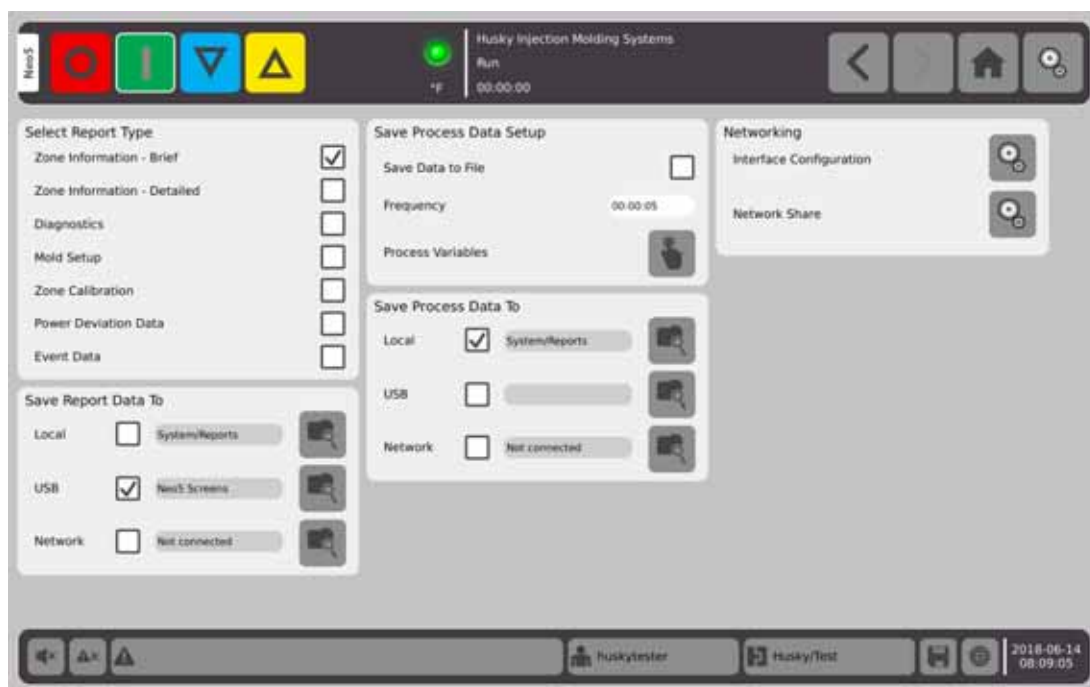 Neo5
Husky Injection Molding Systems
Run
°F
00:00:00
Select Report Type
Zone Information - Brief
Zone Information - Detailed
Diagnostics
Mold Setup
Zone Calibration
Power Deviation Data
Event Data
Save Report Data To
Local
System/Reports
USB
Neo5 Screens
Network
Not connected
Save Process Data Setup
Save Data to File
Frequency
00:00:05
Process Variables
Save Process Data To
Local
System/Reports
USB
Network
Not connected
Networking
Interface Configuration
Network Share
huskytester
Husky/Test
2018-06-14
08:09:05